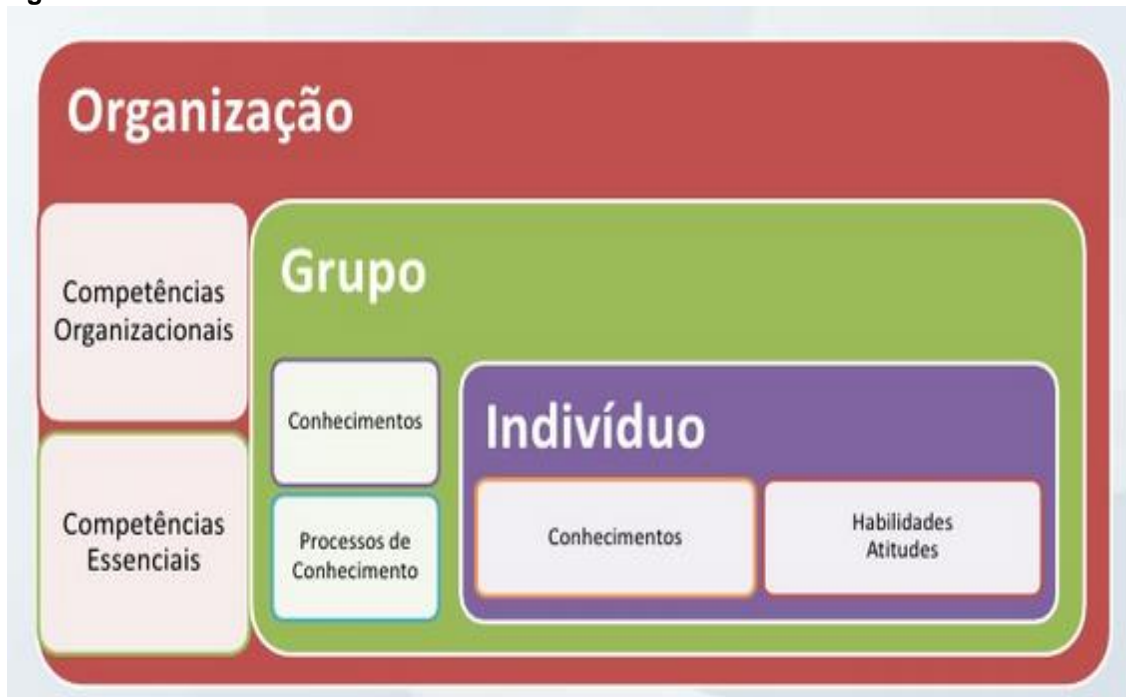 Organização
Competências
Organizacionais
Competências
Essenciais
Grupo
Conhecimentos
Processos de
Conhecimento
Indivíduo
Conhecimentos
Habilidades
Atitudes